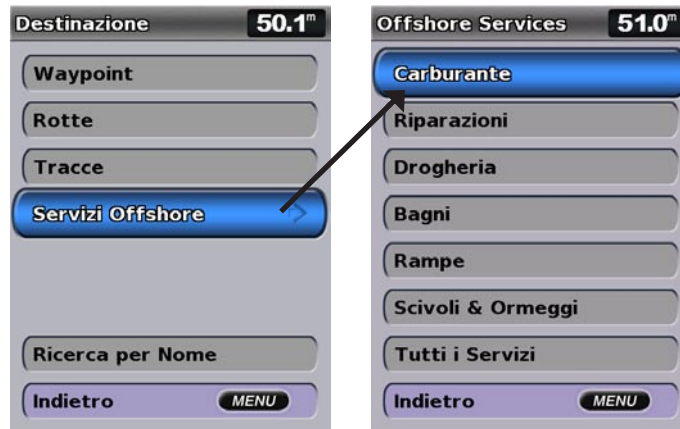 Destinazione 50.1m
Waypoint
Rotte
Tracce
Servizi Offshore
Ricerca per Nome
Indietro MENU
Offshore Services 51.0m
Carburante
Riparazioni
Drogheria
Bagni
Rampe
Scivoli & Ormeggi
Tutti i Servizi
Indietro MENU